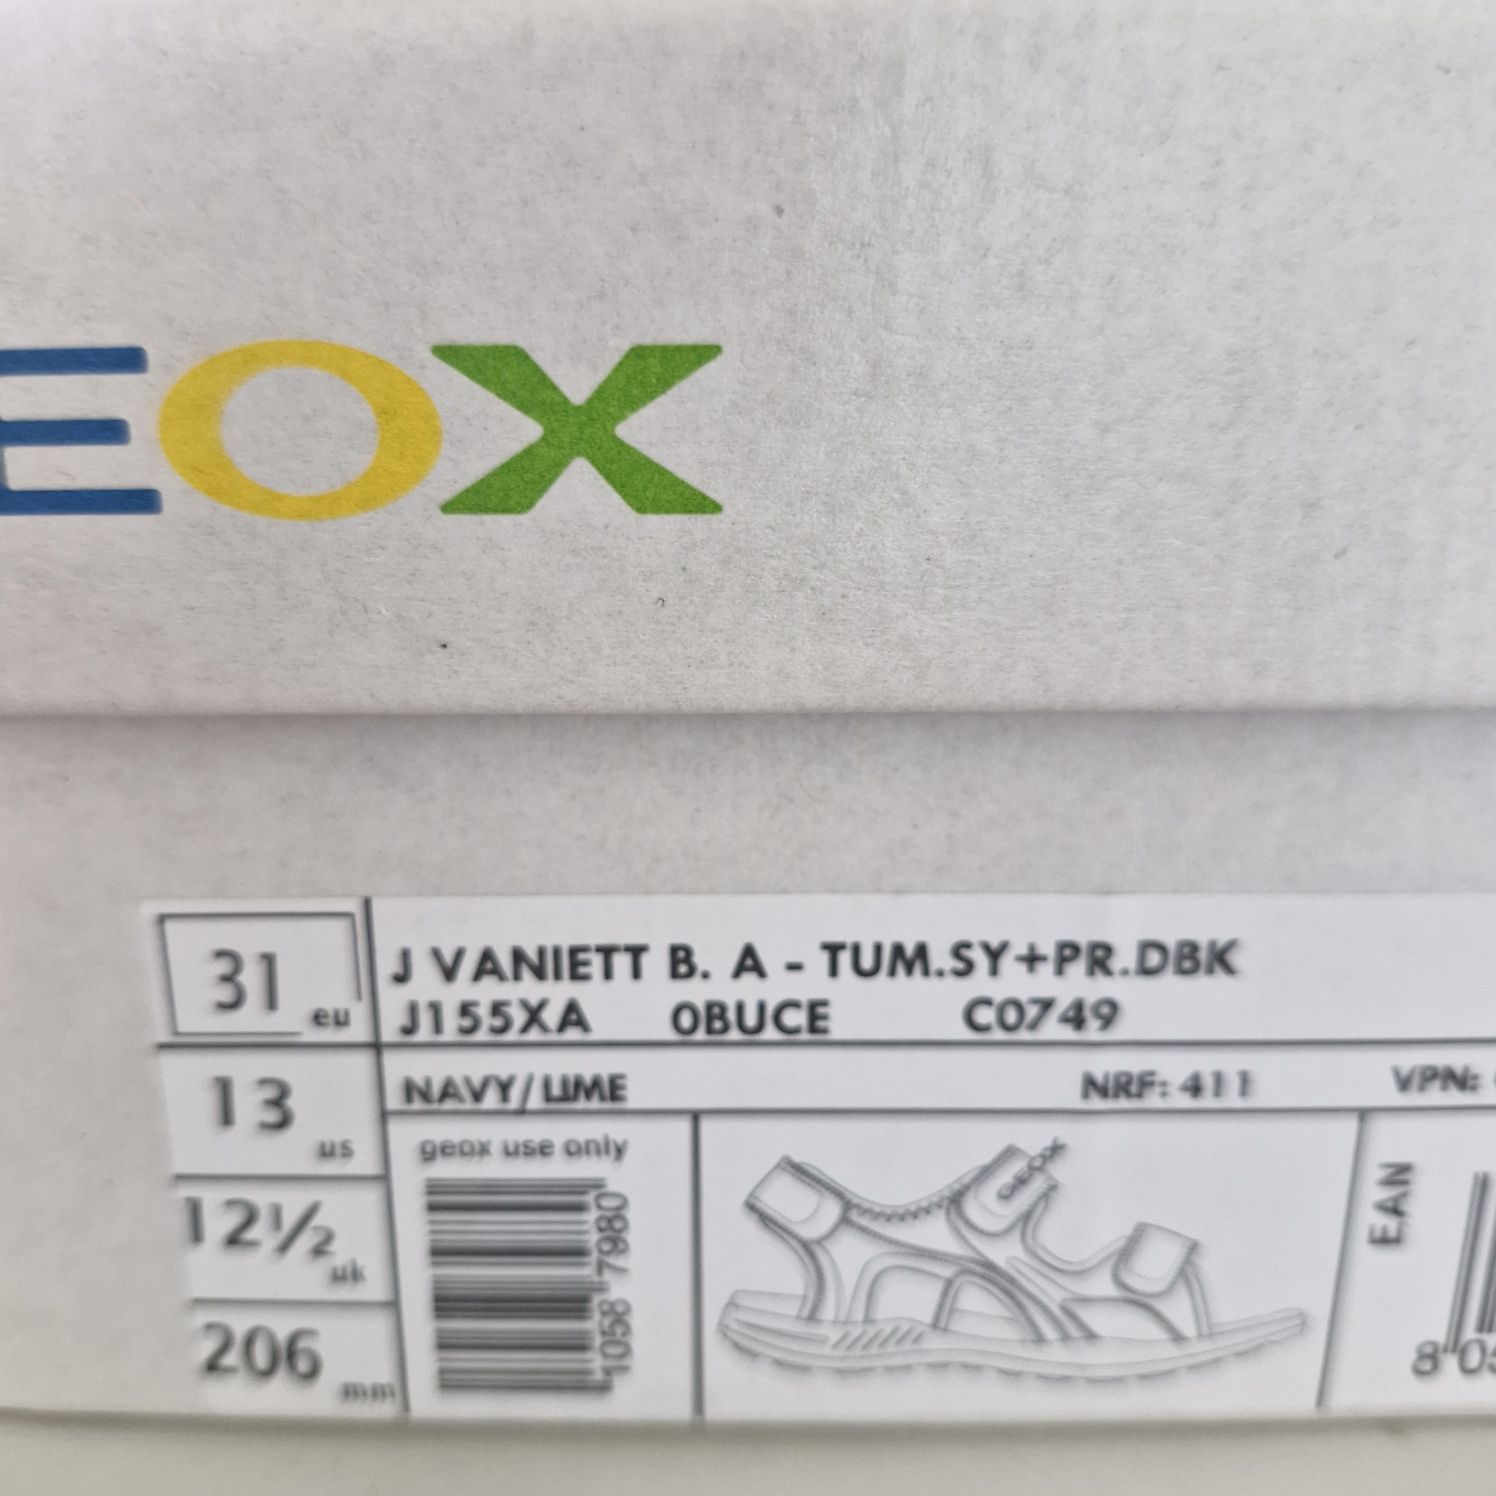 EOX
31 eu
J VANIETT B. A - TUM.SY+PR.DBK
J155XA 0BUCE C0749
13 us
NAVY/LIME NRF: 411 VPN:
12½ uk
geox use only
1058 7980
GEOX
EAN
206 mm
8 05